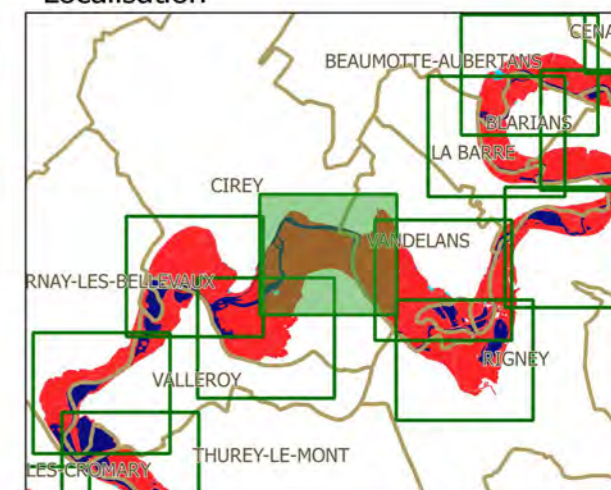 Localisation
CENA
BEAUMOTTE-AUBERTANS
BLARIANS
LA BARRE
CIREY
VANDELANS
RNAY-LES-BELLEVAUX
RIGNEY
VALLEROY
THUREY-LE-MONT
LES-CROMARY